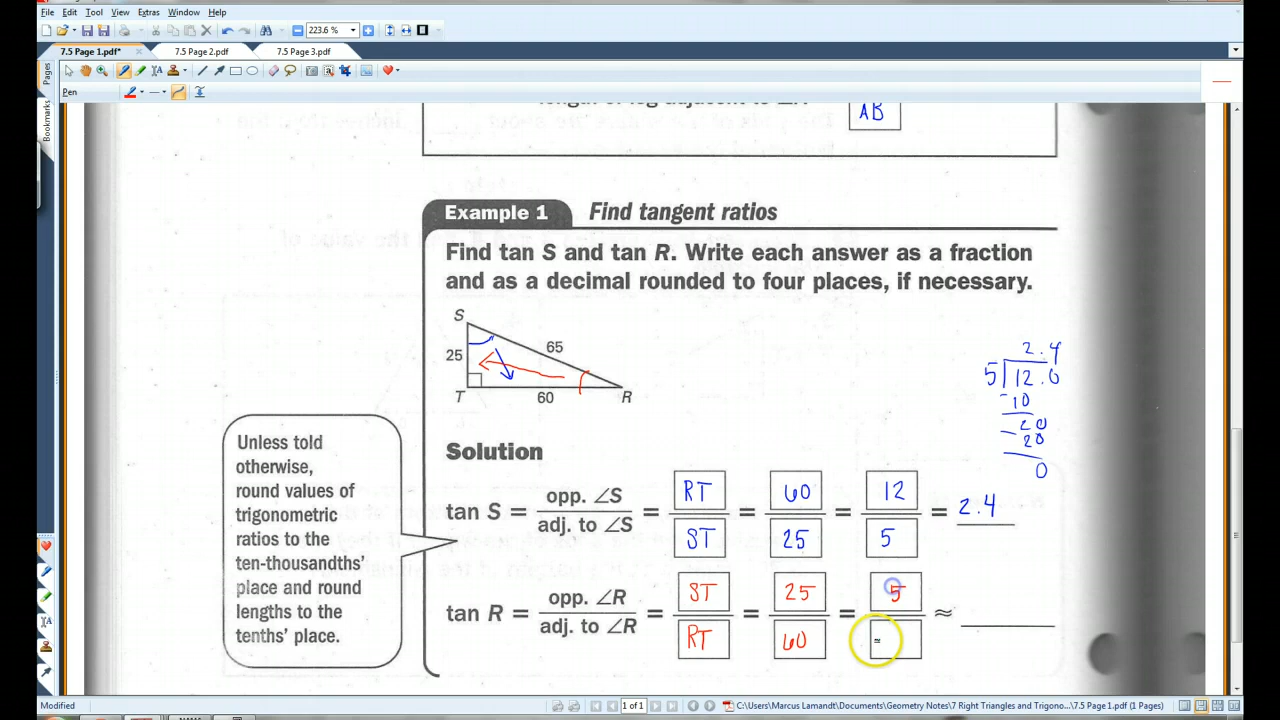 File Edit Tool View Extras Window Help
223.6 %
7.5 Page 1.pdf* 7.5 Page 2.pdf 7.5 Page 3.pdf
Pen
Pages
Bookmarks
AB
Example 1 Find tangent ratios
Find tan S and tan R. Write each answer as a fraction
and as a decimal rounded to four places, if necessary.
S
25
65
T
60
R
2.4
5 12.0
-10
20
- 20
0
Unless told
otherwise,
round values of
trigonometric
ratios to the
ten-thousandths'
place and round
lengths to the
tenths' place.
Solution
tan S = opp. ∠S / adj. to ∠S = RT / ST = 60 / 25 = 12 / 5 = 2.4
tan R = opp. ∠R / adj. to ∠R = ST / RT = 25 / 60 = 5 / ≈
Modified
1 of 1
C:\Users\Marcus Lamandt\Documents\Geometry Notes\7 Right Triangles and Trigono...\7.5 Page 1.pdf (1 Pages)